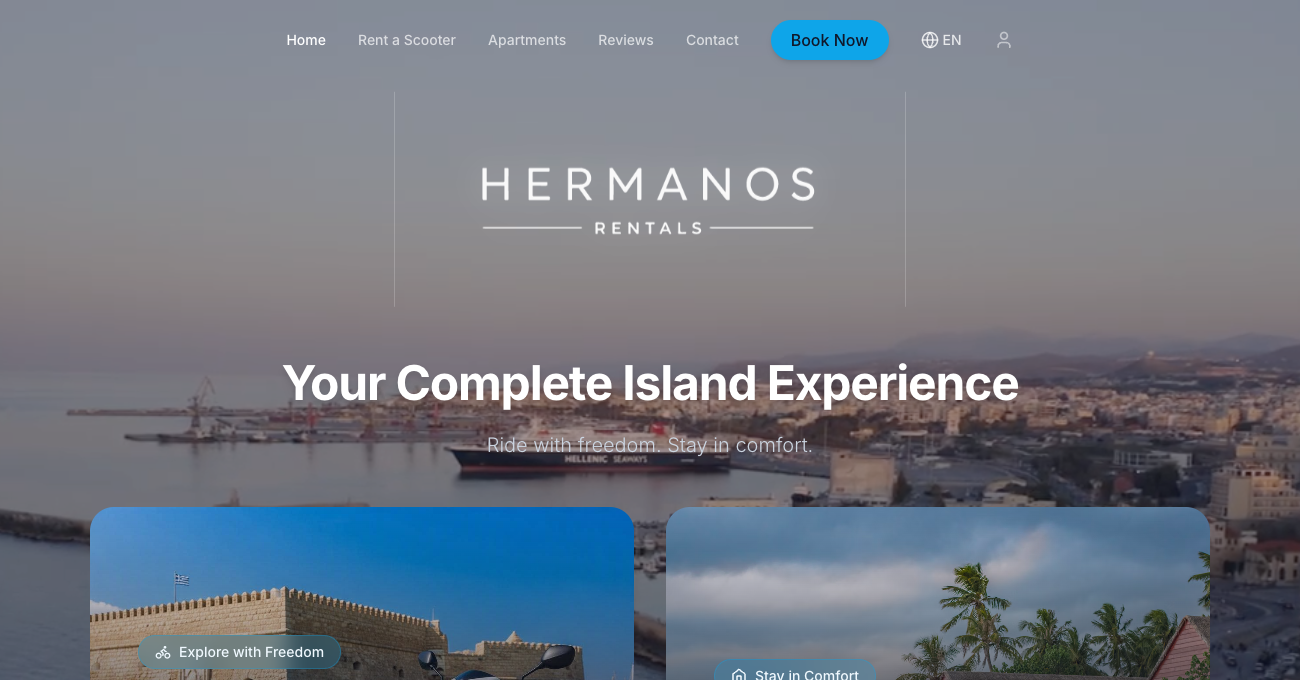 Home Rent a Scooter Apartments Reviews Contact Book Now EN
HERMANOS
RENTALS
Your Complete Island Experience
Ride with freedom. Stay in comfort.
HELLENIC SEAWAYS
Explore with Freedom
Stay in Comfort